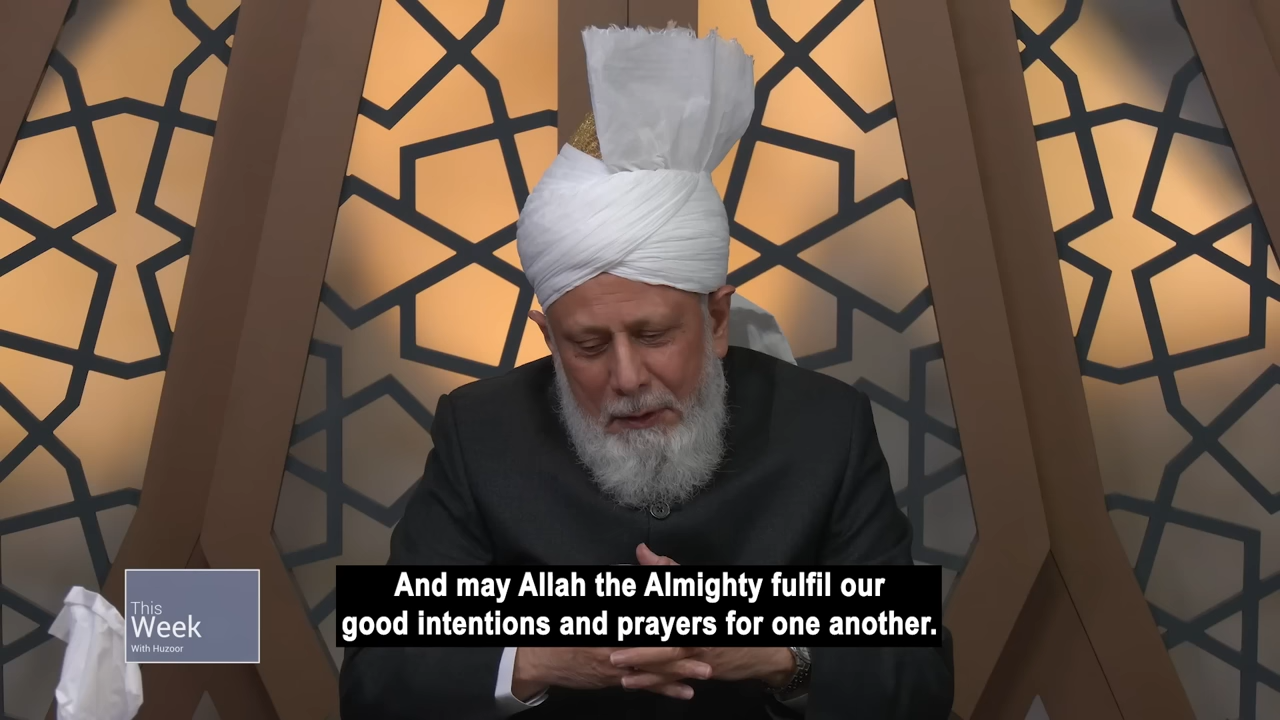 And may Allah the Almighty fulfil our
good intentions and prayers for one another.
This
Week
With Huzoor